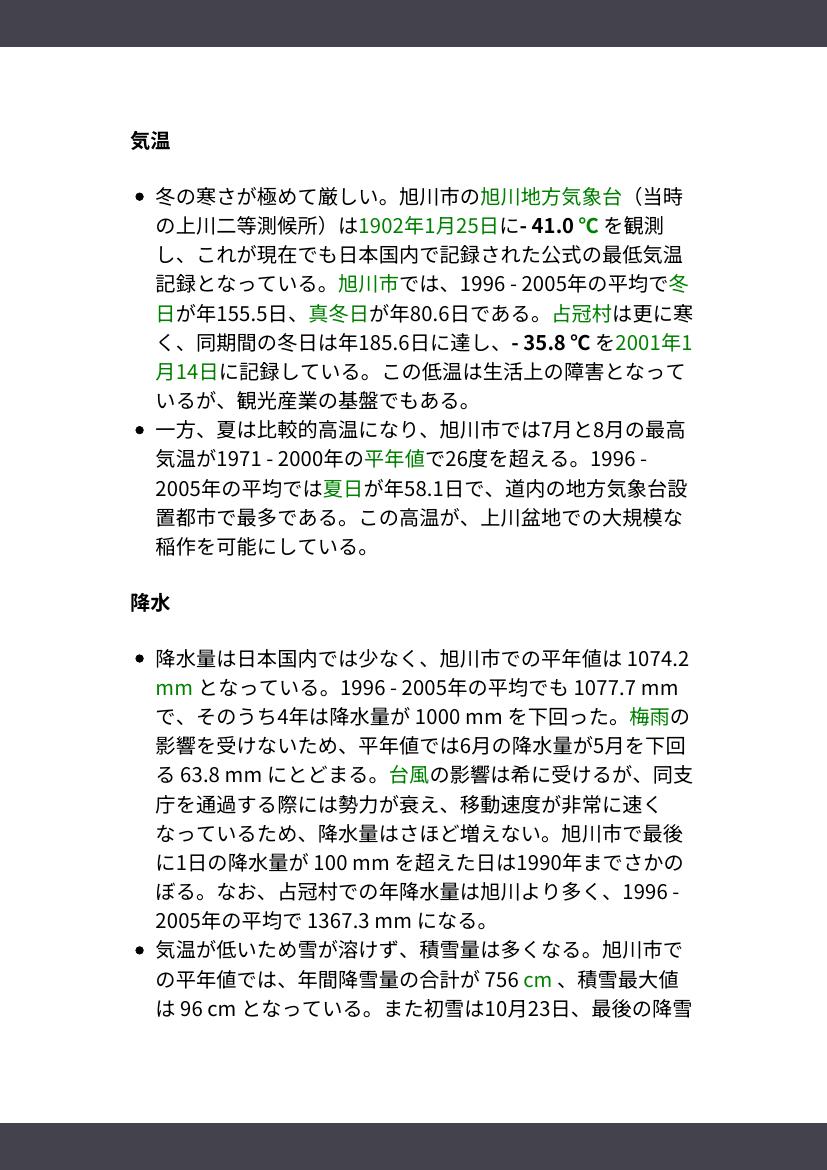 気温
• 冬の寒さが極めて厳しい。旭川市の旭川地方気象台（当時
の上川二等測候所）は1902年1月25日に- 41.0 ℃ を観測
し、これが現在でも日本国内で記録された公式の最低気温
記録となっている。旭川市では、1996 - 2005年の平均で冬
日が年155.5日、真冬日が年80.6日である。占冠村は更に寒
く、同期間の冬日は年185.6日に達し、- 35.8 ℃ を2001年1
月14日に記録している。この低温は生活上の障害となって
いるが、観光産業の基盤でもある。
• 一方、夏は比較的高温になり、旭川市では7月と8月の最高
気温が1971 - 2000年の平年値で26度を超える。1996 -
2005年の平均では夏日が年58.1日で、道内の地方気象台設
置都市で最多である。この高温が、上川盆地での大規模な
稲作を可能にしている。
降水
• 降水量は日本国内では少なく、旭川市での平年値は 1074.2
mm となっている。1996 - 2005年の平均でも 1077.7 mm
で、そのうち4年は降水量が 1000 mm を下回った。梅雨の
影響を受けないため、平年値では6月の降水量が5月を下回
る 63.8 mm にとどまる。台風の影響は希に受けるが、同支
庁を通過する際には勢力が衰え、移動速度が非常に速く
なっているため、降水量はさほど増えない。旭川市で最後
に1日の降水量が 100 mm を超えた日は1990年までさかの
ぼる。なお、占冠村での年降水量は旭川より多く、1996 -
2005年の平均で 1367.3 mm になる。
• 気温が低いため雪が溶けず、積雪量は多くなる。旭川市で
の平年値では、年間降雪量の合計が 756 cm 、積雪最大値
は 96 cm となっている。また初雪は10月23日、最後の降雪